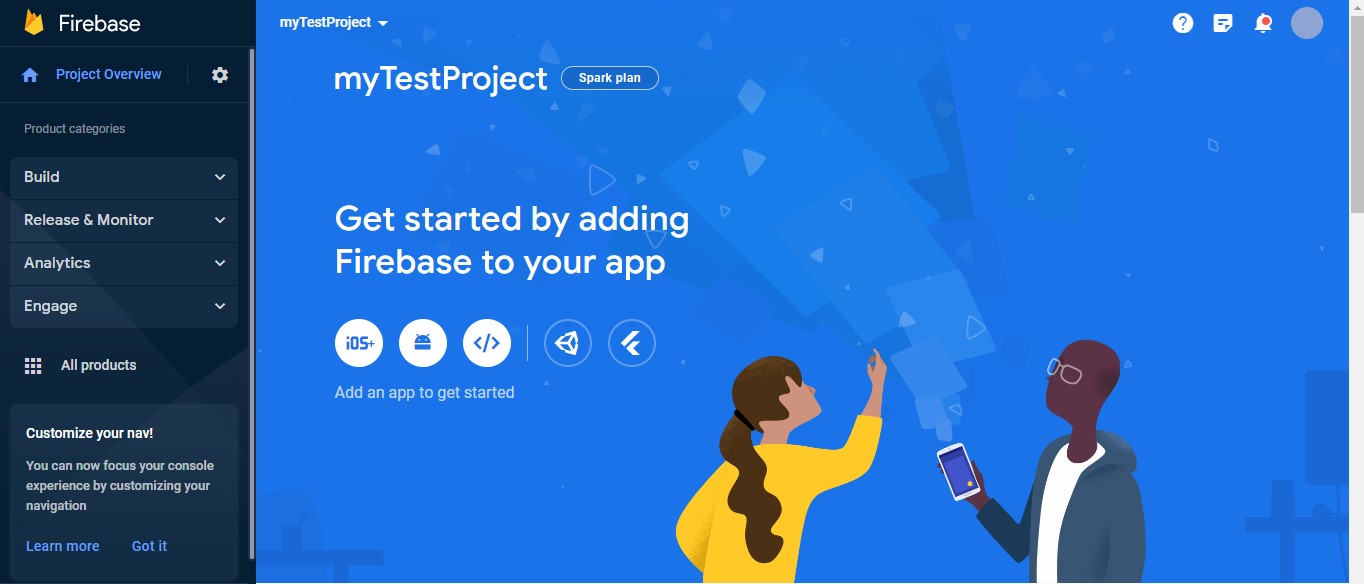 Firebase
Project Overview
Product categories
Build
Release & Monitor
Analytics
Engage
All products
Customize your nav!
You can now focus your console
experience by customizing your
navigation
Learn more Got it
myTestProject
myTestProject Spark plan
Get started by adding
Firebase to your app
iOS+
Add an app to get started